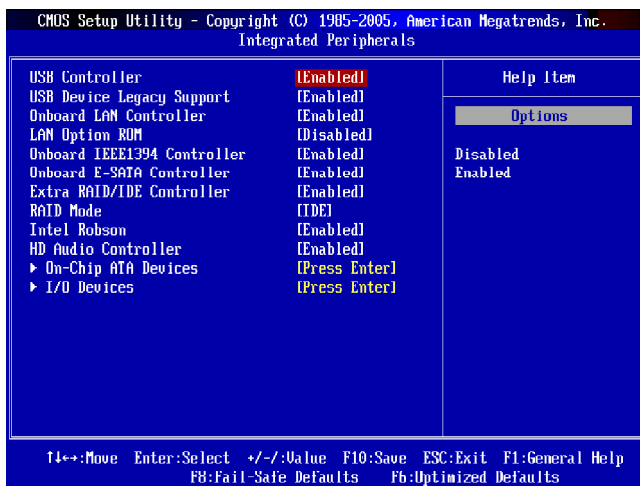 CMOS Setup Utility - Copyright (C) 1985-2005, American Megatrends, Inc.
Integrated Peripherals
USB Controller [Enabled]
USB Device Legacy Support [Enabled]
Onboard LAN Controller [Enabled]
LAN Option ROM [Disabled]
Onboard IEEE1394 Controller [Enabled]
Onboard E-SATA Controller [Enabled]
Extra RAID/IDE Controller [Enabled]
RAID Mode [IDE]
Intel Robson [Enabled]
HD Audio Controller [Enabled]
▸ On-Chip ATA Devices [Press Enter]
▸ I/O Devices [Press Enter]
Help Item
Options
Disabled
Enabled
↑↓←→:Move Enter:Select +/-/:Value F10:Save ESC:Exit F1:General Help
F8:Fail-Safe Defaults F6:Optimized Defaults